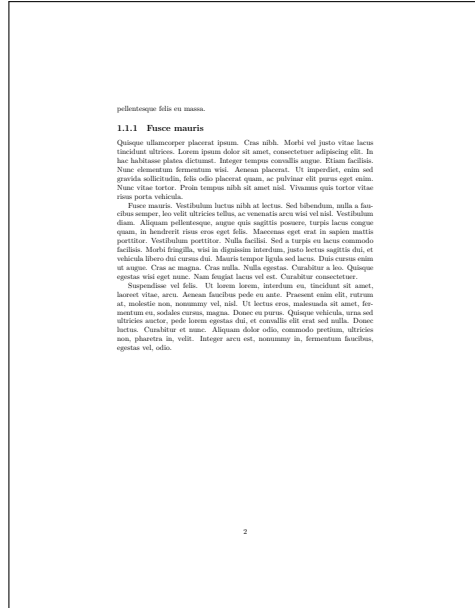 pellentesque felis eu massa.
1.1.1 Fusce mauris
Quisque ullamcorper placerat ipsum. Cras nibh. Morbi vel justo vitae lacus
tincidunt ultrices. Lorem ipsum dolor sit amet, consectetuer adipiscing elit. In
hac habitasse platea dictumst. Integer tempus convallis augue. Etiam facilisis.
Nunc elementum fermentum wisi. Aenean placerat. Ut imperdiet, enim sed
gravida sollicitudin, felis odio placerat quam, ac pulvinar elit purus eget enim.
Nunc vitae tortor. Proin tempus nibh sit amet nisl. Vivamus quis tortor vitae
risus porta vehicula.
Fusce mauris. Vestibulum luctus nibh at lectus. Sed bibendum, nulla a fau-
cibus semper, leo velit ultricies tellus, ac venenatis arcu wisi vel nisl. Vestibulum
diam. Aliquam pellentesque, augue quis sagittis posuere, turpis lacus congue
quam, in hendrerit risus eros eget felis. Maecenas eget erat in sapien mattis
porttitor. Vestibulum porttitor. Nulla facilisi. Sed a turpis eu lacus commodo
facilisis. Morbi fringilla, wisi in dignissim interdum, justo lectus sagittis dui, et
vehicula libero dui cursus dui. Mauris tempor ligula sed lacus. Duis cursus enim
ut augue. Cras ac magna. Cras nulla. Nulla egestas. Curabitur a leo. Quisque
egestas wisi eget nunc. Nam feugiat lacus vel est. Curabitur consectetuer.
Suspendisse vel felis. Ut lorem lorem, interdum eu, tincidunt sit amet,
laoreet vitae, arcu. Aenean faucibus pede eu ante. Praesent enim elit, rutrum
at, molestie non, nonummy vel, nisl. Ut lectus eros, malesuada sit amet, fer-
mentum eu, sodales cursus, magna. Donec eu purus. Quisque vehicula, urna sed
ultricies auctor, pede lorem egestas dui, et convallis elit erat sed nulla. Donec
luctus. Curabitur et nunc. Aliquam dolor odio, commodo pretium, ultricies
non, pharetra in, velit. Integer arcu est, nonummy in, fermentum faucibus,
egestas vel, odio.
2